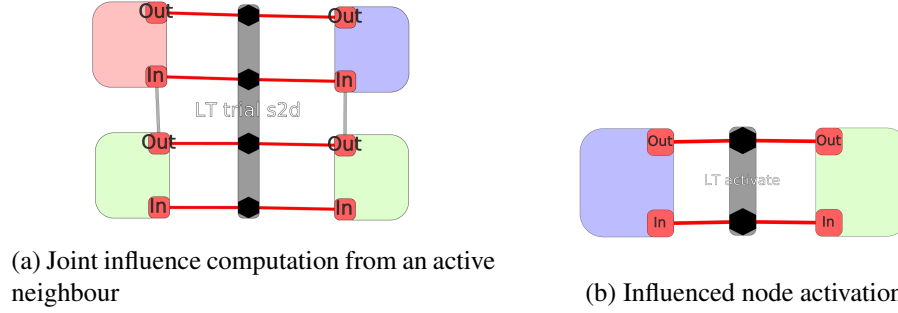 Out Out
In In
LT trial s2d
Out Out
In In
(a) Joint influence computation from an active
neighbour
Out Out
LT activate
In In
(b) Influenced node activation